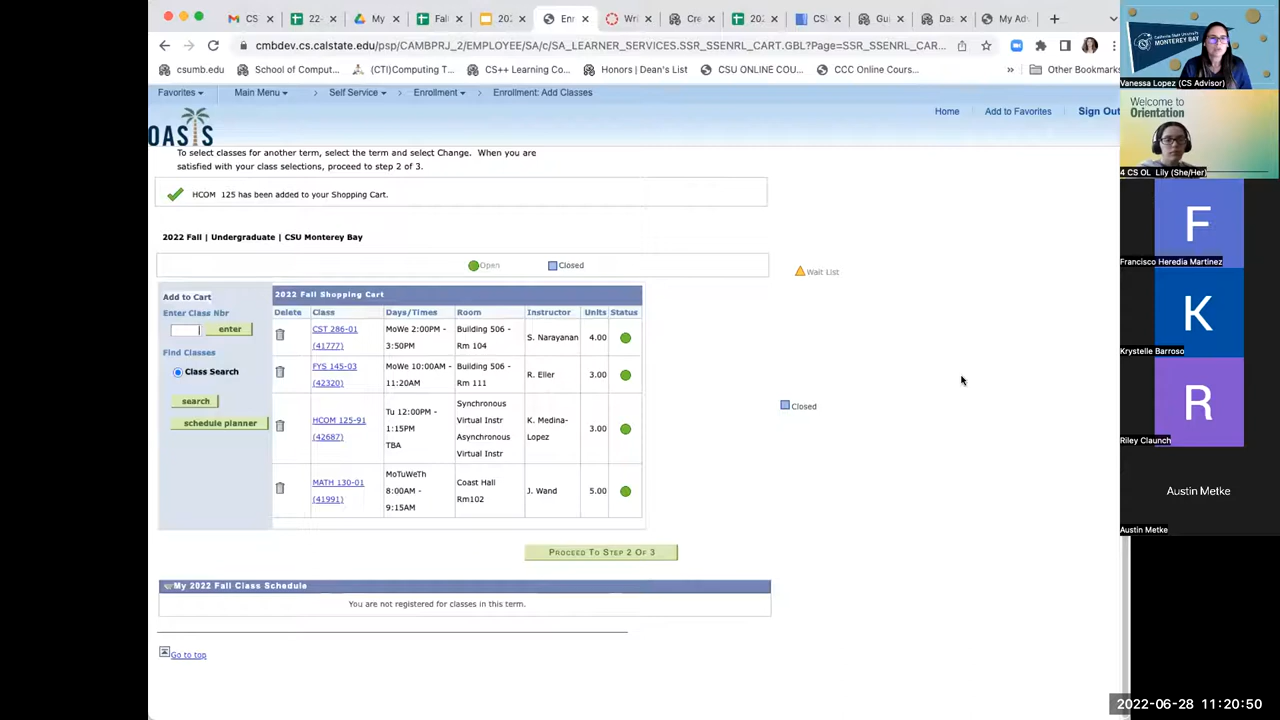 CS
22-
My
Fall
202
Enr
Wri
Cre
202
CS
Gu
Das
My Adv
cmbdev.cs.calstate.edu/psp/CAMBPRJ_2/EMPLOYEE/SA/c/SA_LEARNER_SERVICES.SSR_SSENRL_CART.GBL?Page=SSR_SSENRL_CAR...
csumb.edu
School of Comput...
(CTI)Computing T...
CS++ Learning Co...
Honors | Dean's List
CSU ONLINE COU...
CCC Online Cours...
»
Other Bookmarks
Favorites
Main Menu
>
Self Service
>
Enrollment
>
Enrollment: Add Classes
OASIS
Home
Add to Favorites
Sign Out
To select classes for another term, select the term and select Change. When you are
satisfied with your class selections, proceed to step 2 of 3.
HCOM 125 has been added to your Shopping Cart.
2022 Fall | Undergraduate | CSU Monterey Bay
Open
Closed
Wait List
Add to Cart
Enter Class Nbr
enter
Find Classes
Class Search
search
schedule planner
2022 Fall Shopping Cart
Delete Class Days/Times Room Instructor Units Status
CST 286-01
(41777)
MoWe 2:00PM -
3:50PM
Building 506 -
Rm 104
S. Narayanan
4.00
FYS 145-03
(42320)
MoWe 10:00AM -
11:20AM
Building 506 -
Rm 111
R. Eller
3.00
HCOM 125-91
(42687)
Tu 12:00PM -
1:15PM
TBA
Synchronous
Virtual Instr
Asynchronous
Virtual Instr
K. Medina-
Lopez
3.00
MATH 130-01
(41991)
MoTuWeTh
8:00AM -
9:15AM
Coast Hall
Rm102
J. Wand
5.00
Closed
PROCEED TO STEP 2 OF 3
My 2022 Fall Class Schedule
You are not registered for classes in this term.
Go to top
California State University
MONTEREY BAY
Vanessa Lopez (CS Advisor)
Welcome to
Orientation
4 CS OL Lily (She/Her)
F
Francisco Heredia Martinez
K
Krystelle Barroso
R
Riley Claunch
Austin Metke
Austin Metke
2022-06-28 11:20:50